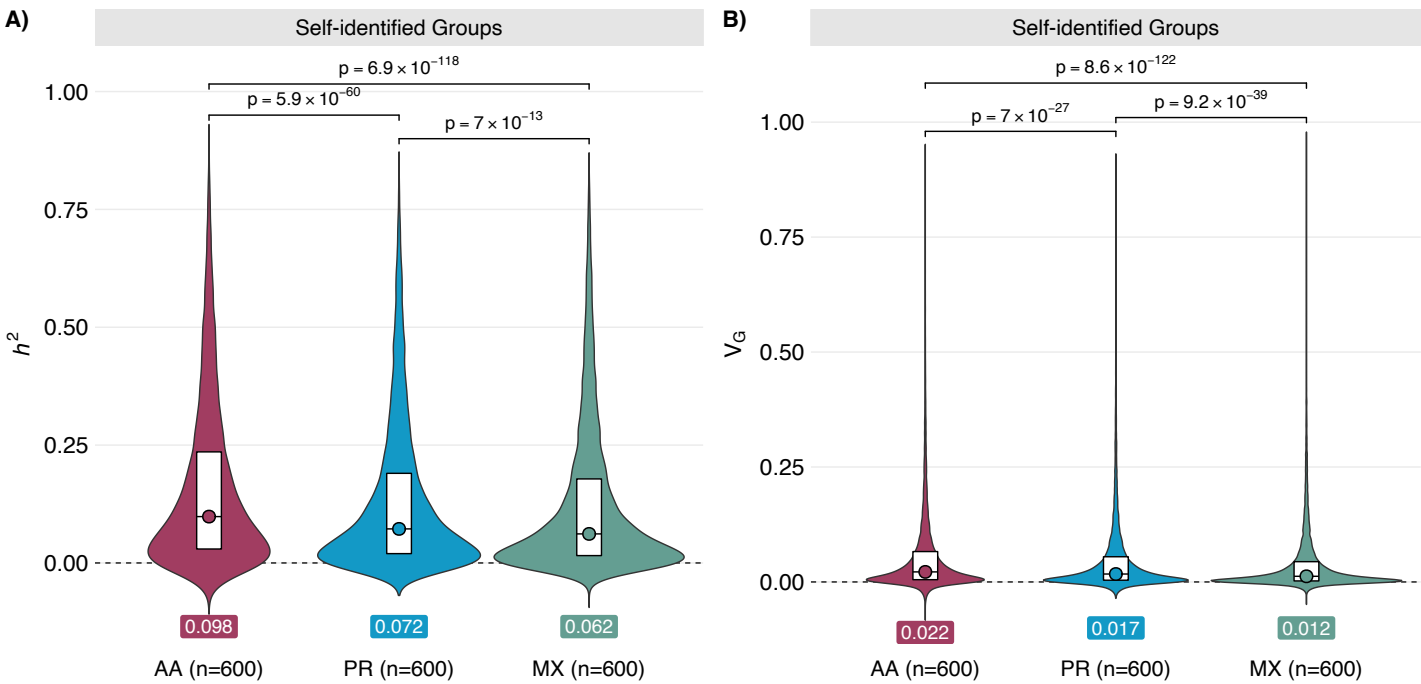 A)
Self-identified Groups
p = 6.9 × 10⁻¹¹⁸
p = 5.9 × 10⁻⁶⁰
p = 7 × 10⁻¹³
1.00
0.75
0.50
0.25
0.00
h²
0.098
0.072
0.062
AA (n=600)
PR (n=600)
MX (n=600)
B)
Self-identified Groups
p = 8.6 × 10⁻¹²²
p = 7 × 10⁻²⁷
p = 9.2 × 10⁻³⁹
1.00
0.75
0.50
0.25
0.00
V_G
0.022
0.017
0.012
AA (n=600)
PR (n=600)
MX (n=600)